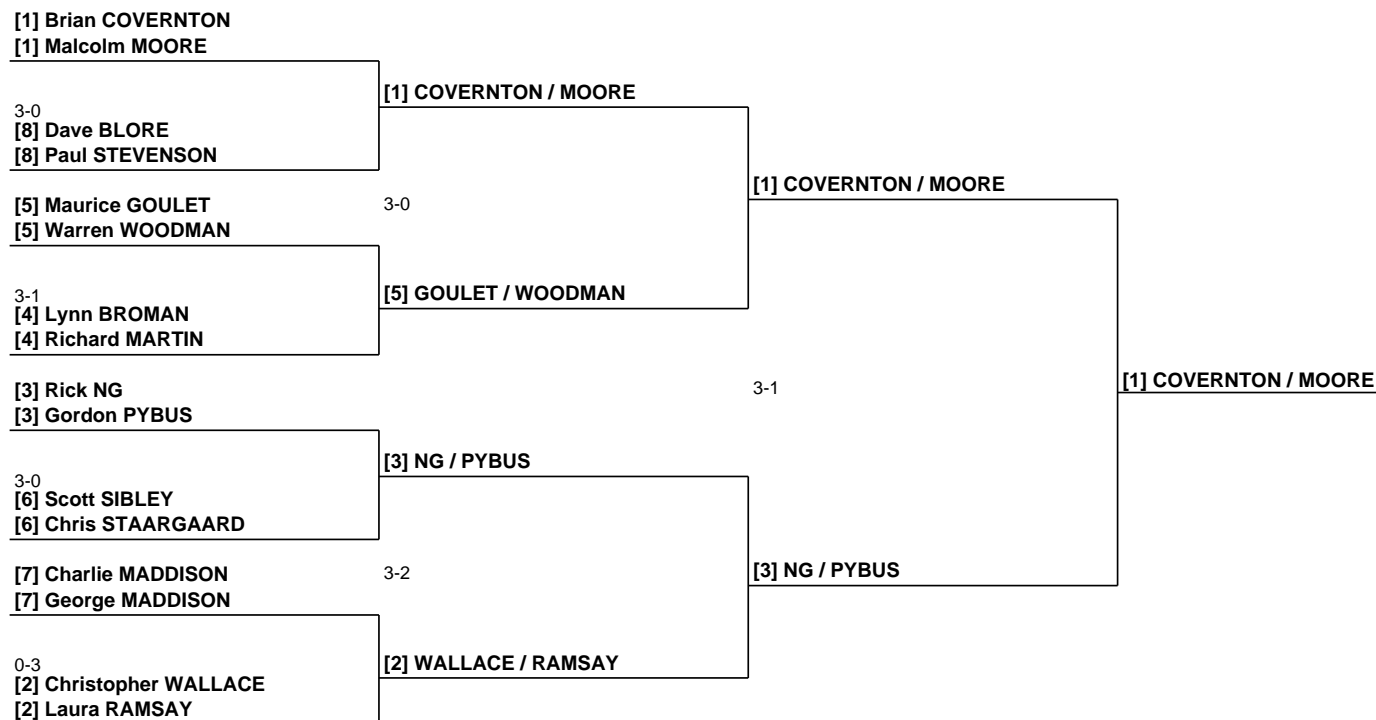 [1] Brian COVERNTON
[1] Malcolm MOORE
[1] COVERNTON / MOORE
3-0
[8] Dave BLORE
[8] Paul STEVENSON
[1] COVERNTON / MOORE
[5] Maurice GOULET
3-0
[5] Warren WOODMAN
[5] GOULET / WOODMAN
3-1
[4] Lynn BROMAN
[4] Richard MARTIN
[1] COVERNTON / MOORE
3-1
[3] Rick NG
[3] Gordon PYBUS
[3] NG / PYBUS
3-0
[6] Scott SIBLEY
[6] Chris STAARGAARD
[3] NG / PYBUS
[7] Charlie MADDISON
3-2
[7] George MADDISON
[2] WALLACE / RAMSAY
0-3
[2] Christopher WALLACE
[2] Laura RAMSAY